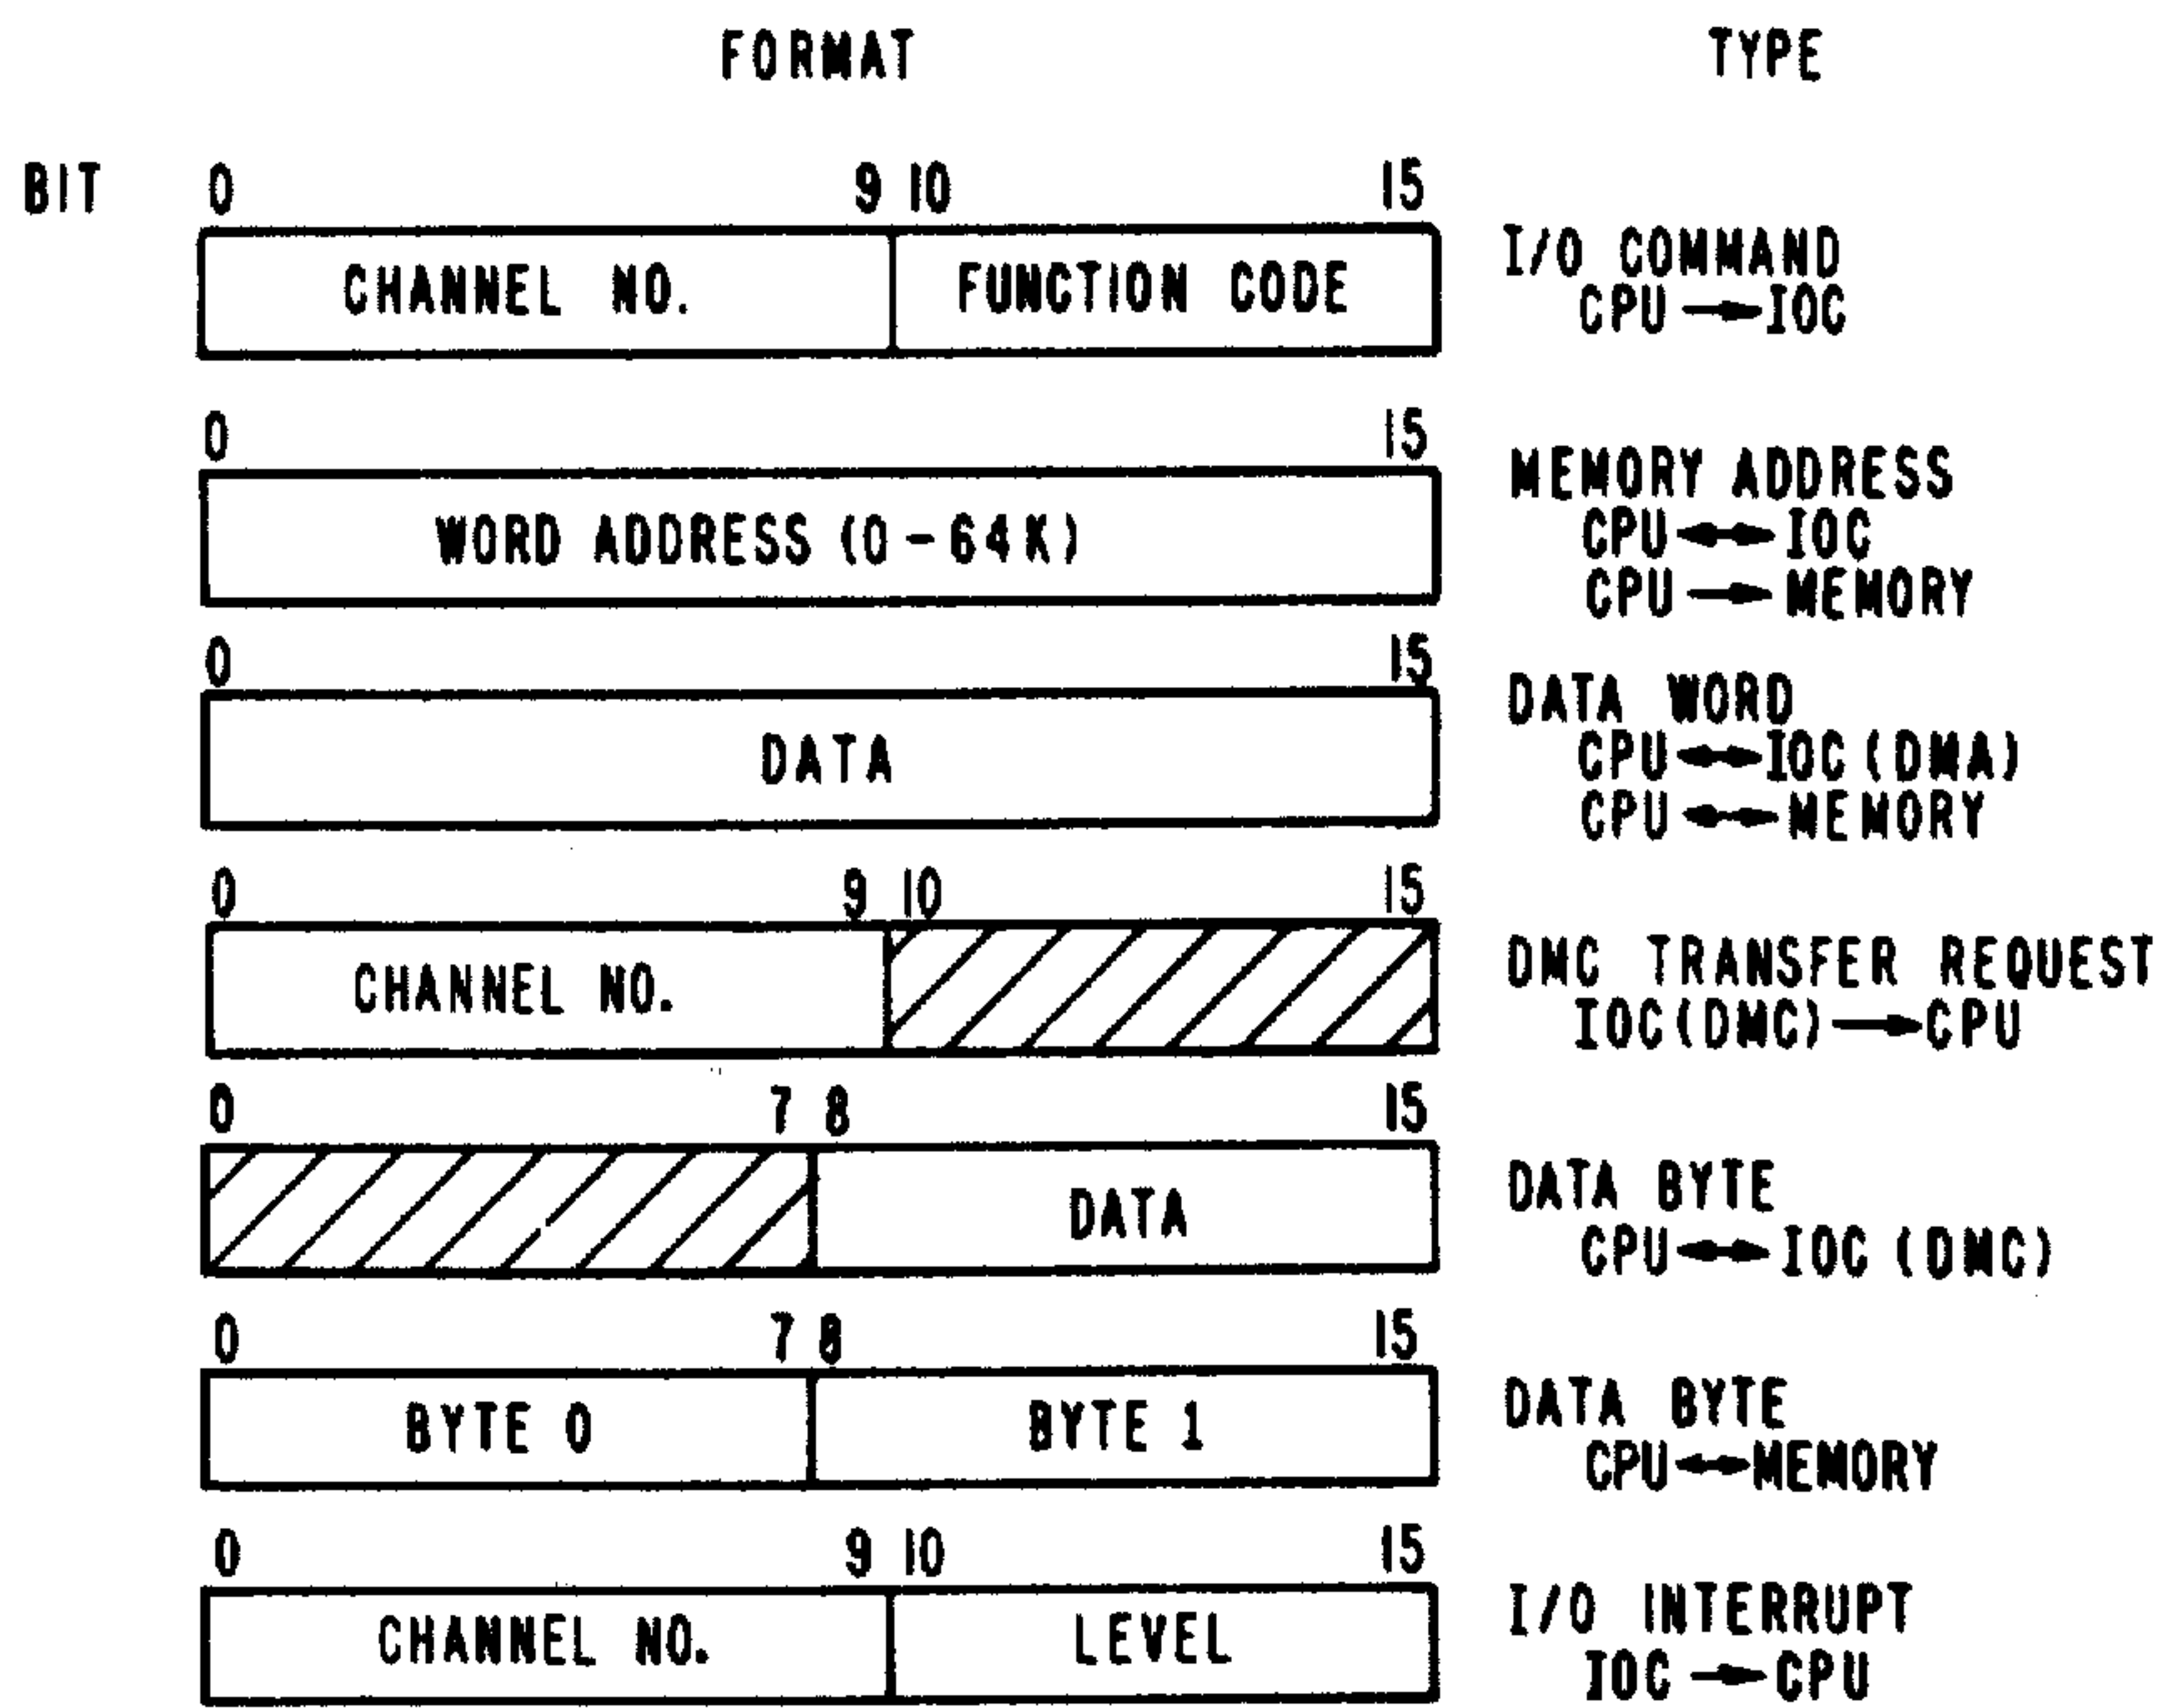 FORMAT TYPE
BIT 0 9 10 15
CHANNEL NO. FUNCTION CODE
I/O COMMAND
CPU → IOC
0 15
WORD ADDRESS (0 - 64K)
MEMORY ADDRESS
CPU ↔ IOC
CPU → MEMORY
0 15
DATA
DATA WORD
CPU ↔ IOC (DMA)
CPU ↔ MEMORY
0 9 10 15
CHANNEL NO.
DMC TRANSFER REQUEST
IOC(DMC) → CPU
0 7 8 15
DATA
DATA BYTE
CPU ↔ IOC (DMC)
0 7 8 15
BYTE 0 BYTE 1
DATA BYTE
CPU ↔ MEMORY
0 9 10 15
CHANNEL NO. LEVEL
I/O INTERRUPT
IOC → CPU